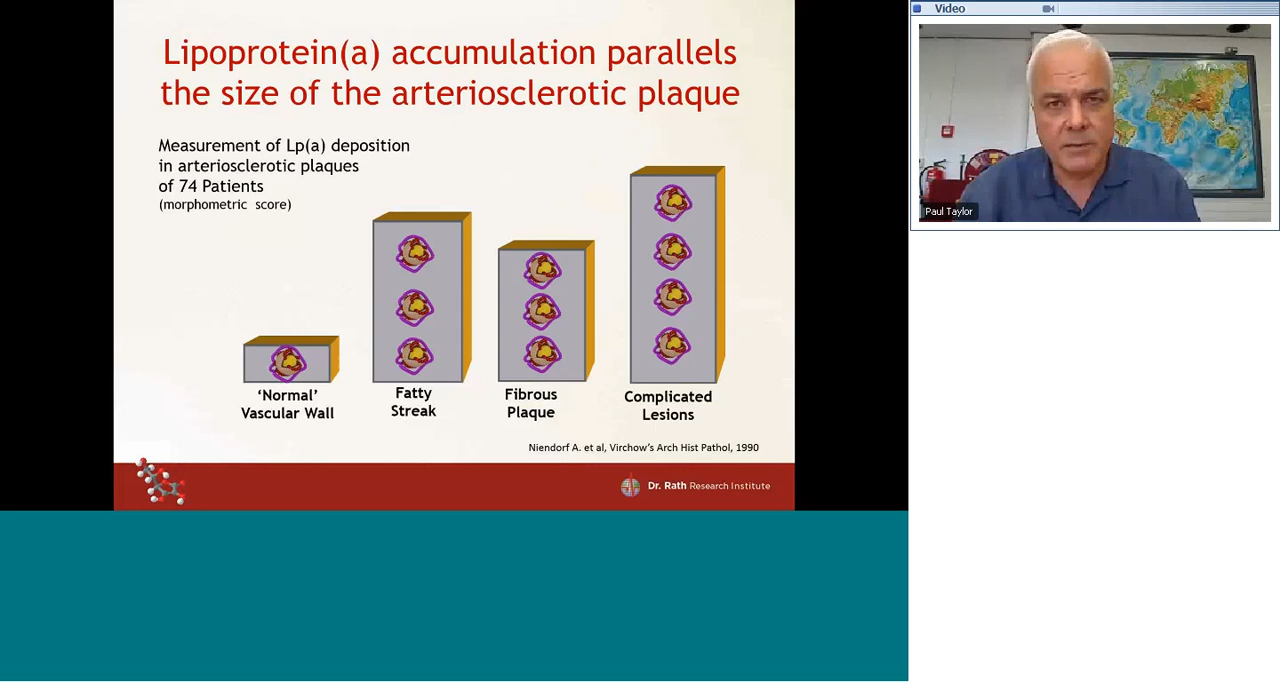 Lipoprotein(a) accumulation parallels
the size of the arteriosclerotic plaque
Measurement of Lp(a) deposition
in arteriosclerotic plaques
of 74 Patients
(morphometric score)
‘Normal’
Vascular Wall
Fatty
Streak
Fibrous
Plaque
Complicated
Lesions
Niendorf A. et al, Virchow’s Arch Hist Pathol, 1990
Dr. Rath Research Institute
Video
Paul Taylor